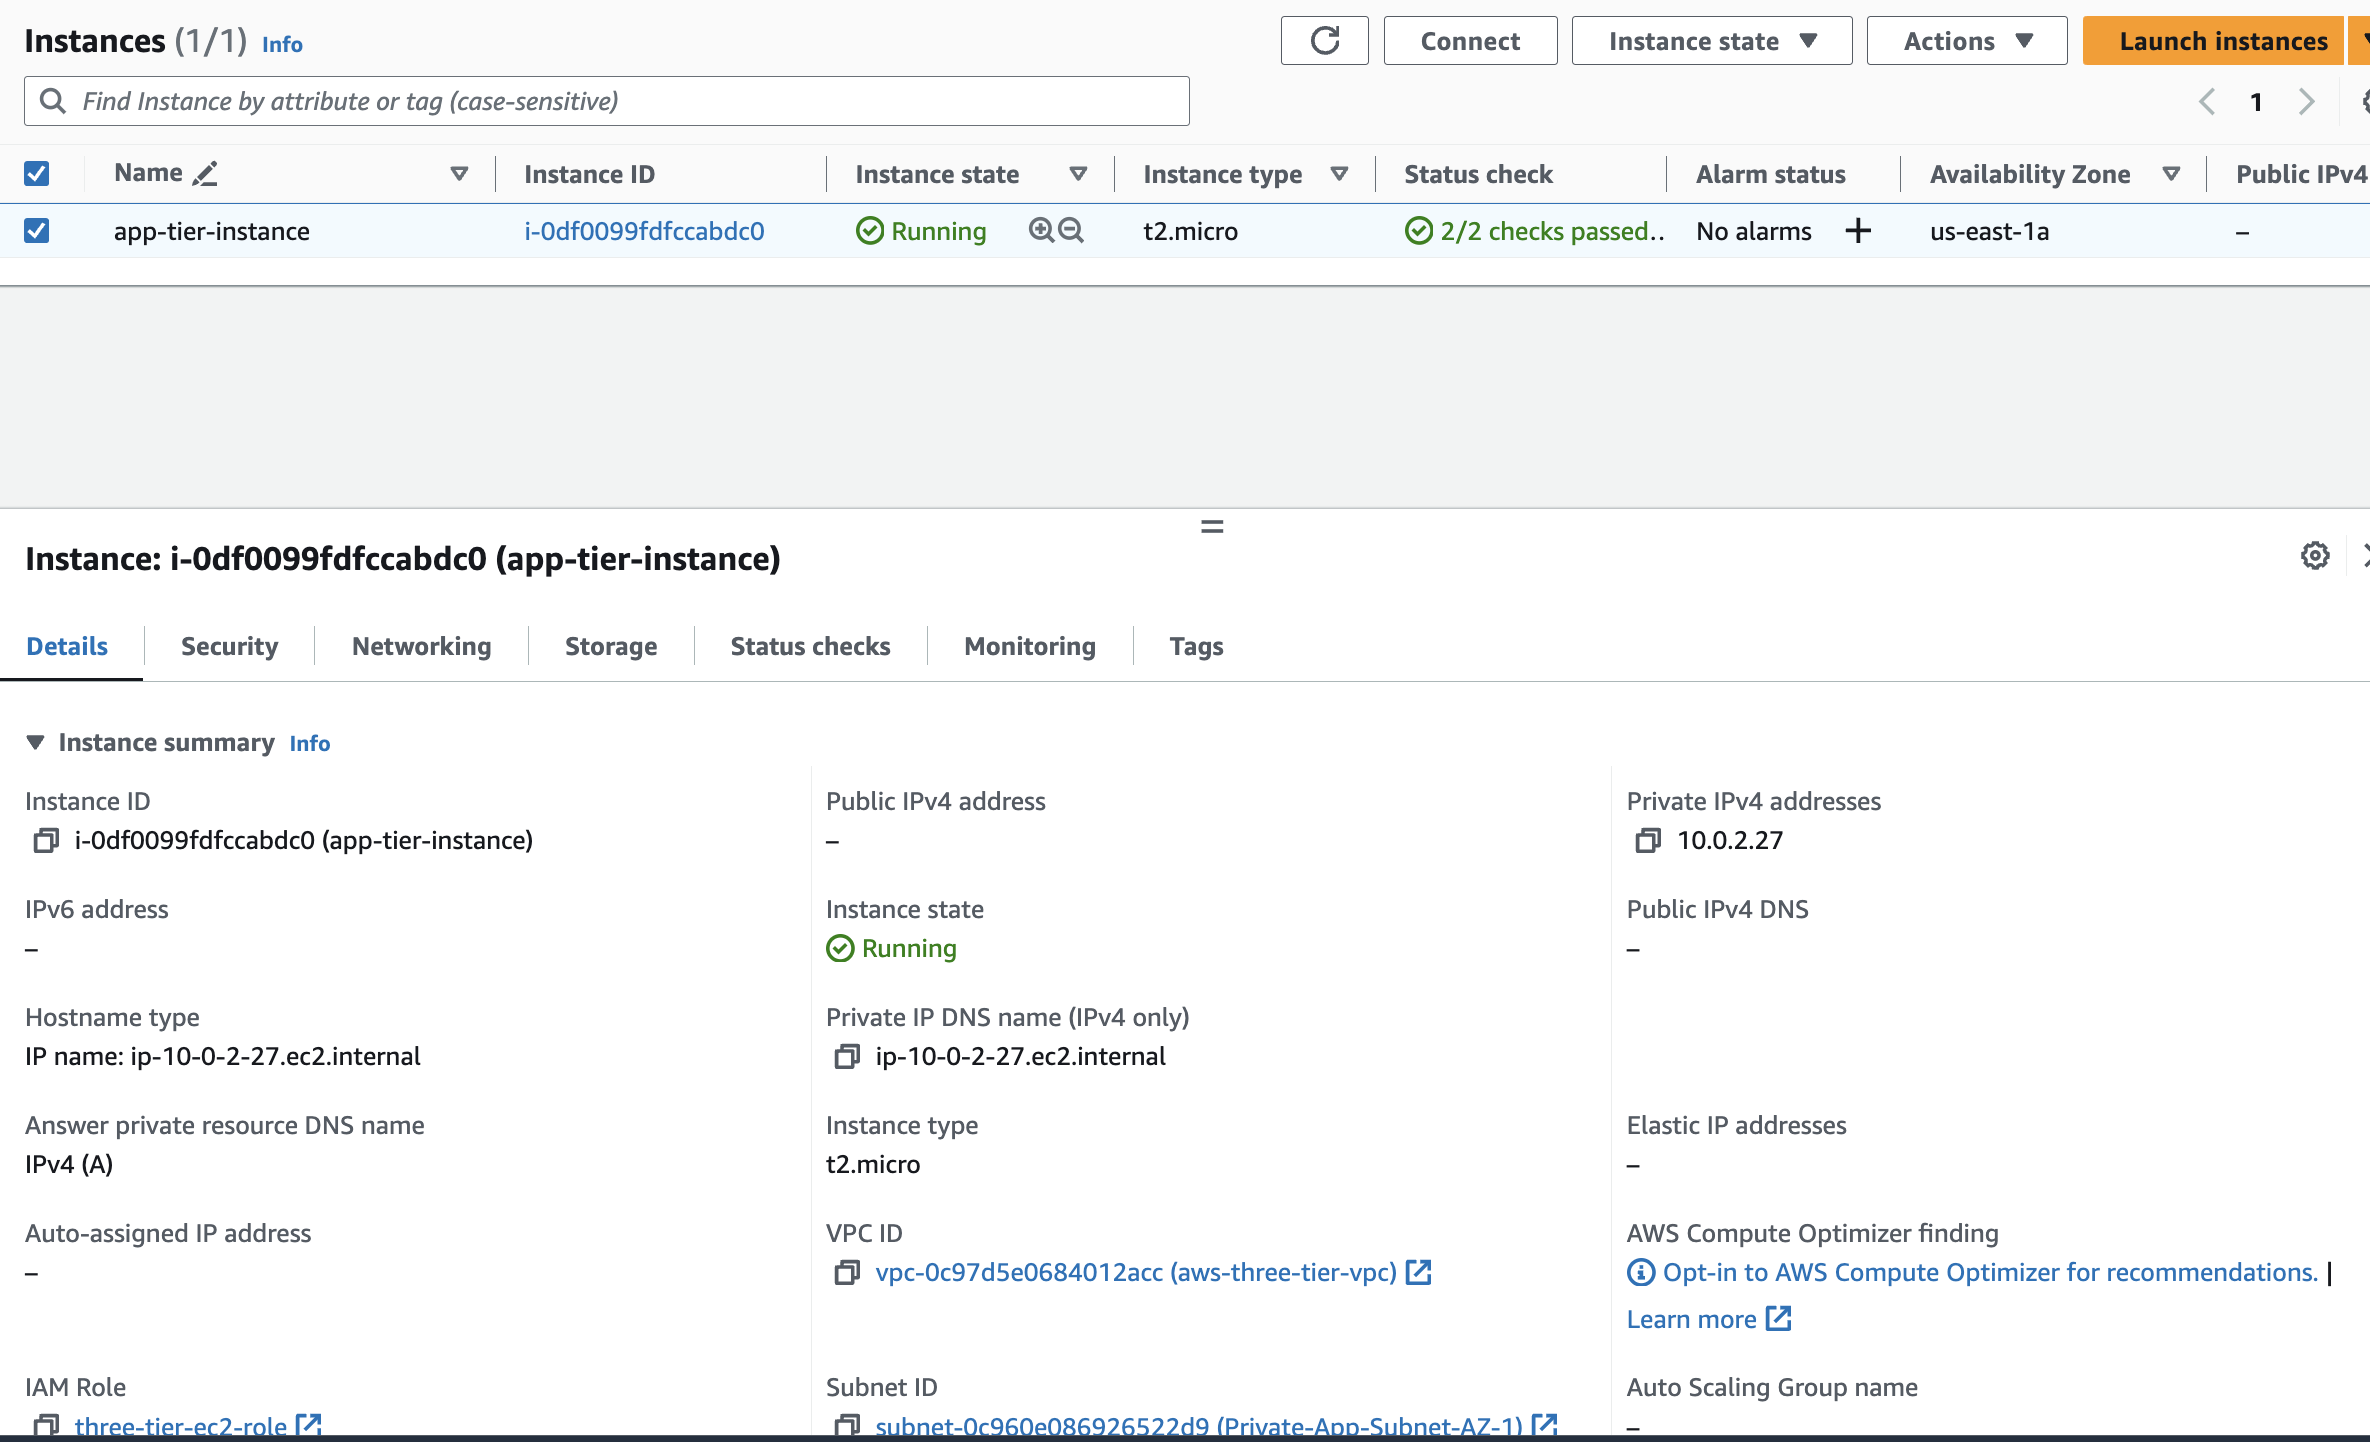 Instances (1/1) Info
Connect
Instance state
Actions
Launch instances
Find Instance by attribute or tag (case-sensitive)
1
Name Instance ID Instance state Instance type Status check Alarm status Availability Zone Public IPv4
app-tier-instance i-0df0099fdfccabdc0 Running t2.micro 2/2 checks passed.. No alarms + us-east-1a –
Instance: i-0df0099fdfccabdc0 (app-tier-instance)
Details Security Networking Storage Status checks Monitoring Tags
Instance summary Info
Instance ID
i-0df0099fdfccabdc0 (app-tier-instance)
Public IPv4 address
–
Private IPv4 addresses
10.0.2.27
IPv6 address
–
Instance state
Running
Public IPv4 DNS
–
Hostname type
IP name: ip-10-0-2-27.ec2.internal
Private IP DNS name (IPv4 only)
ip-10-0-2-27.ec2.internal
Answer private resource DNS name
IPv4 (A)
Instance type
t2.micro
Elastic IP addresses
–
Auto-assigned IP address
–
VPC ID
vpc-0c97d5e0684012acc (aws-three-tier-vpc)
AWS Compute Optimizer finding
Opt-in to AWS Compute Optimizer for recommendations. |
Learn more
IAM Role
three-tier-ec2-role
Subnet ID
subnet-0c960e086926522d9 (Private-App-Subnet-AZ-1)
Auto Scaling Group name
–